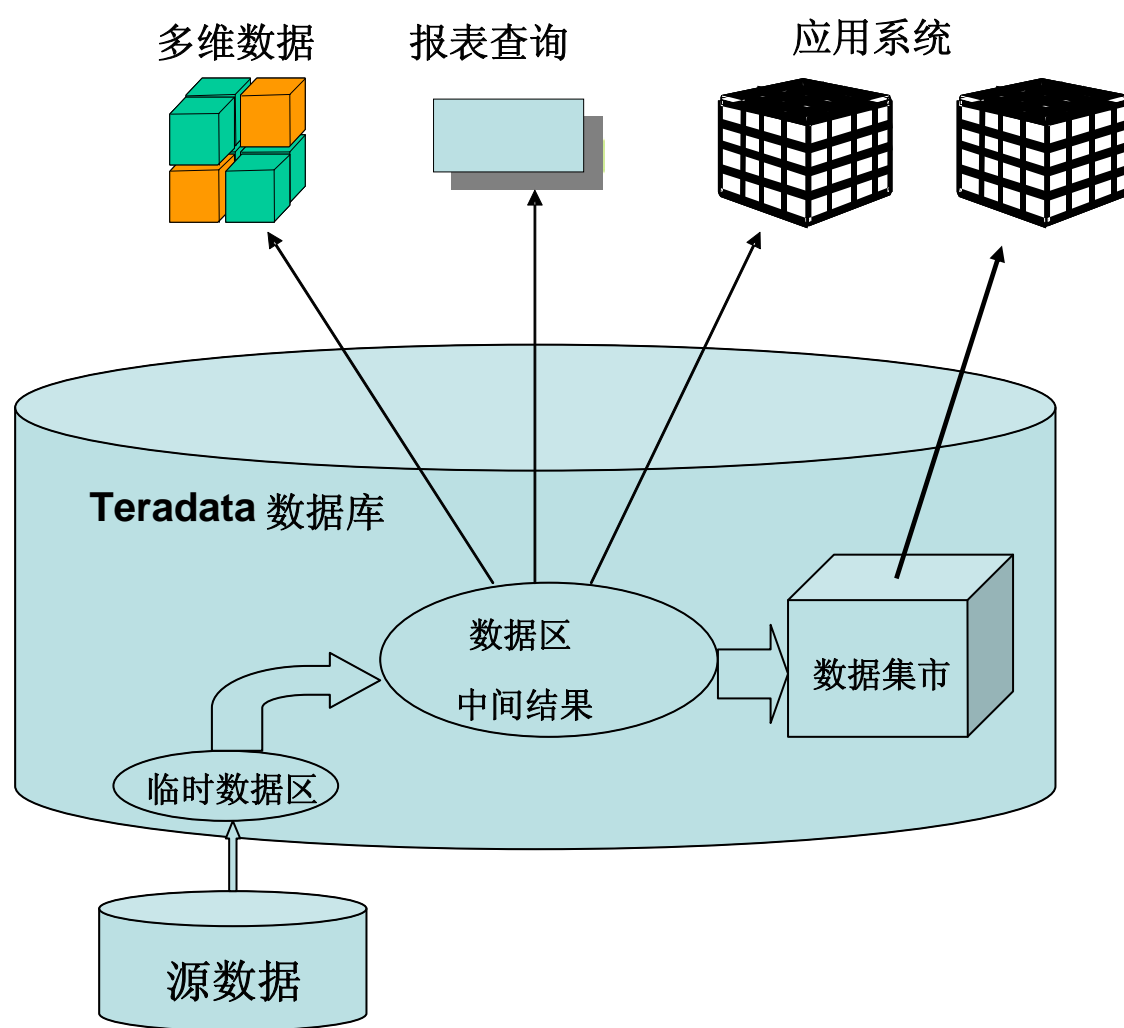 多维数据
报表查询
应用系统
Teradata 数据库
数据区
中间结果
数据集市
临时数据区
源数据